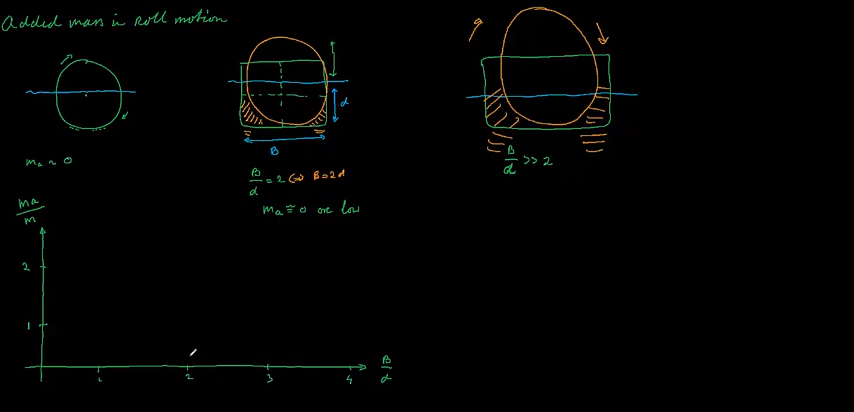 Added mass in roll motion
d
B
ma ≈ 0
B/d = 2 ⇔ B = 2d
ma ≅ 0 or low
B/d >> 2
ma/m
2
1
1 2 3 4
B/d